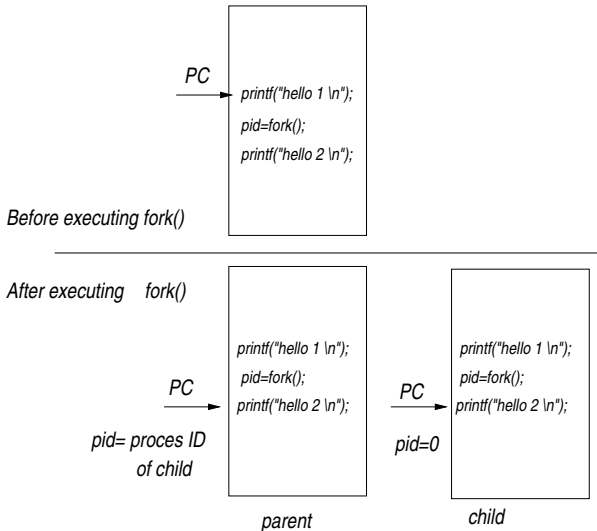 PC
printf("hello 1 \n");
pid=fork();
printf("hello 2 \n");
Before executing fork()
After executing fork()
printf("hello 1 \n");
pid=fork();
printf("hello 2 \n");
PC
pid= proces ID
of child
parent
printf("hello 1 \n");
pid=fork();
printf("hello 2 \n");
PC
pid=0
child